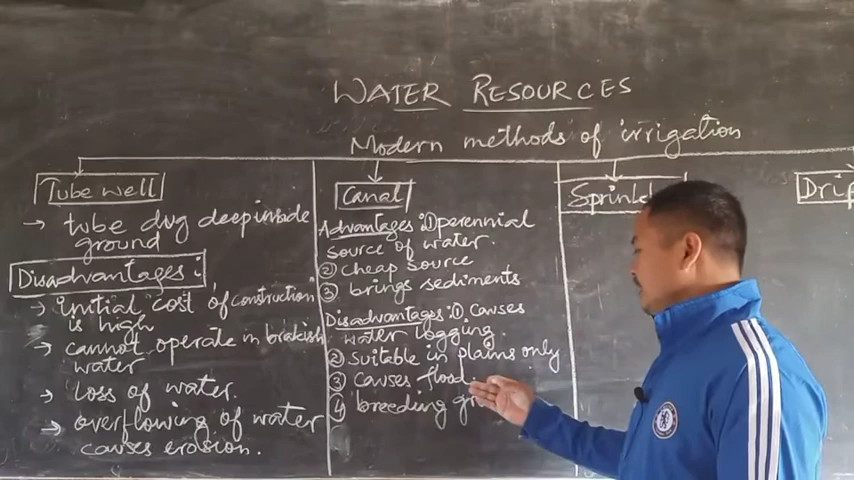 WATER RESOURCES
Modern methods of irrigation
Tube well
→ tube dug deep inside
ground
Disadvantages:
→ initial cost of construction
is high
→ cannot operate in brakish
water
→ loss of water.
→ overflowing of water
causes erosion.
Canal
Advantages: ① perennial
source of water.
② cheap source
③ brings sediments
Disadvantages: ① Causes
water logging.
② suitable in plains only
③ causes flood
④ breeding
Sprinkl
Drip